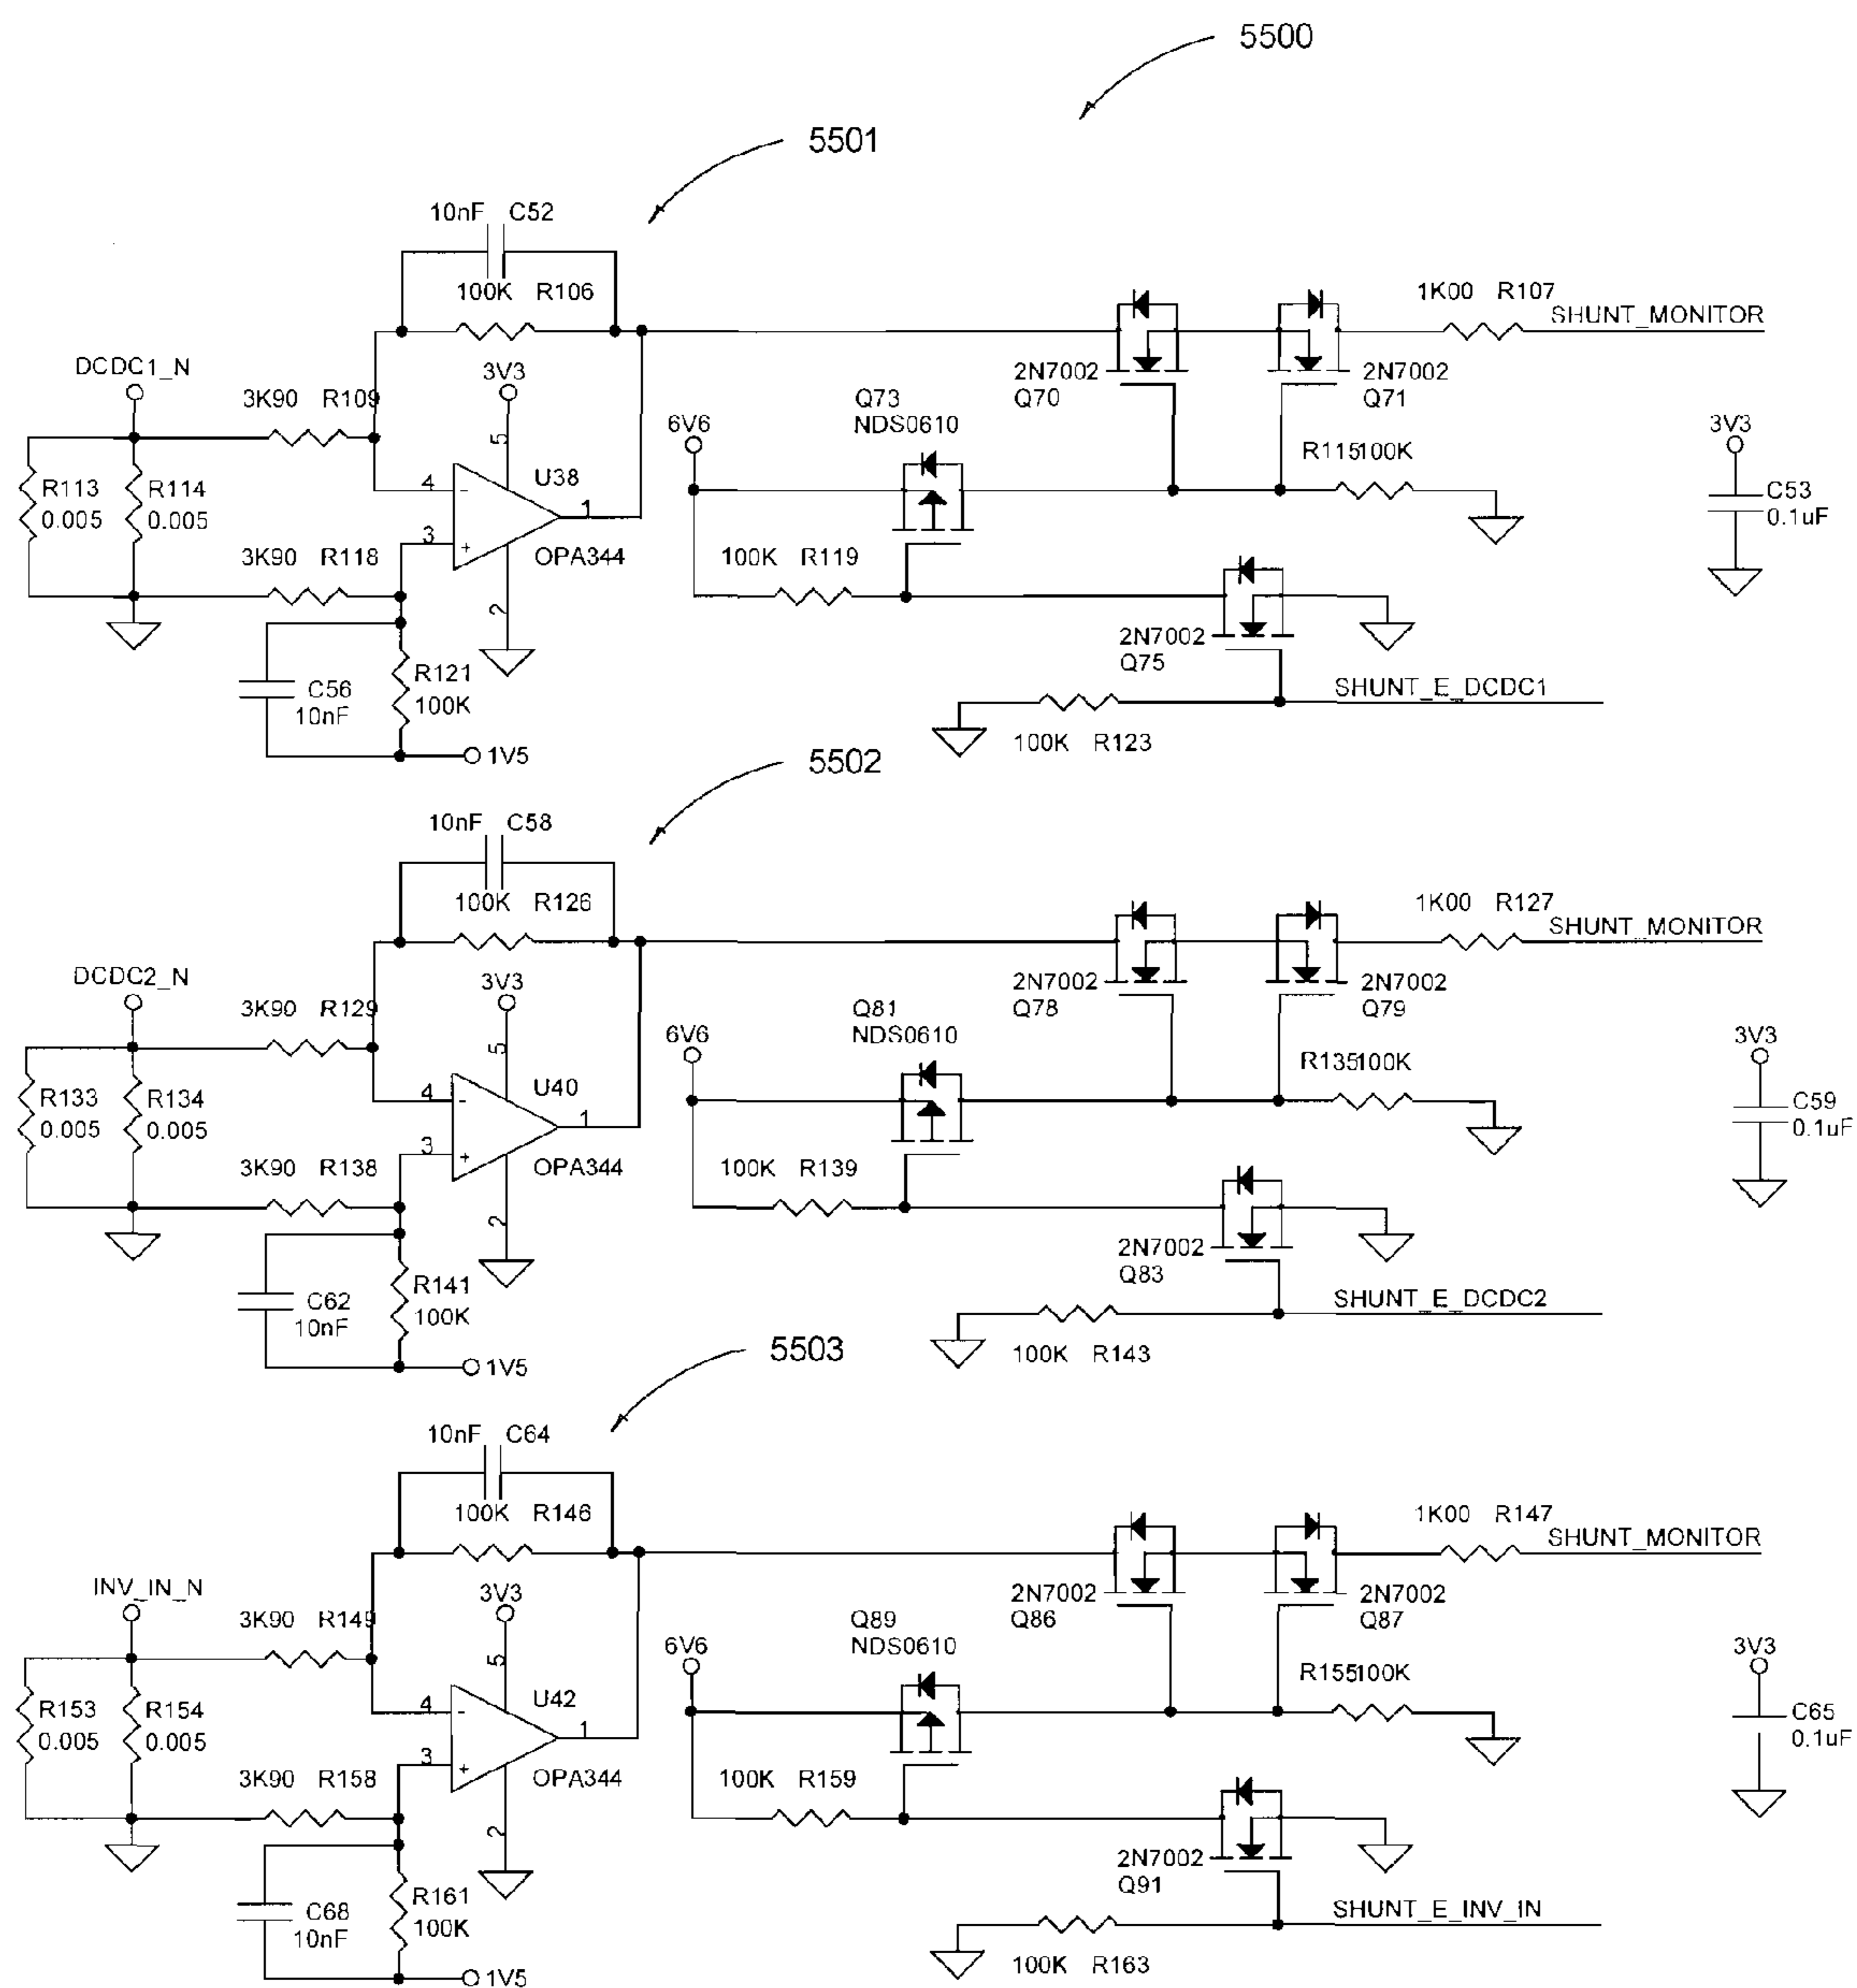 5500
5501
10nF C52
100K R106
1K00 R107
SHUNT_MONITOR
DCDC1_N
3V3
2N7002
Q70
2N7002
Q71
3K90 R109
Q73
NDS0610
6V6
3V3
5
R115100K
R113
0.005
R114
0.005
4
-
U38
1
C53
0.1uF
3
+
OPA344
3K90 R118
100K R119
2
2N7002
Q75
R121
100K
C56
10nF
SHUNT_E_DCDC1
1V5
100K R123
5502
10nF C58
100K R126
1K00 R127
SHUNT_MONITOR
DCDC2_N
3V3
2N7002
Q78
2N7002
Q79
3K90 R129
Q81
NDS0610
6V6
3V3
5
R135100K
R133
0.005
R134
0.005
4
-
U40
1
C59
0.1uF
3
+
OPA344
3K90 R138
100K R139
2
2N7002
Q83
R141
100K
C62
10nF
SHUNT_E_DCDC2
1V5
100K R143
5503
10nF C64
100K R146
1K00 R147
SHUNT_MONITOR
INV_IN_N
3V3
2N7002
Q86
2N7002
Q87
3K90 R149
Q89
NDS0610
6V6
3V3
5
R155100K
R153
0.005
R154
0.005
4
-
U42
1
C65
0.1uF
3
+
OPA344
3K90 R158
100K R159
2
2N7002
Q91
R161
100K
C68
10nF
SHUNT_E_INV_IN
1V5
100K R163